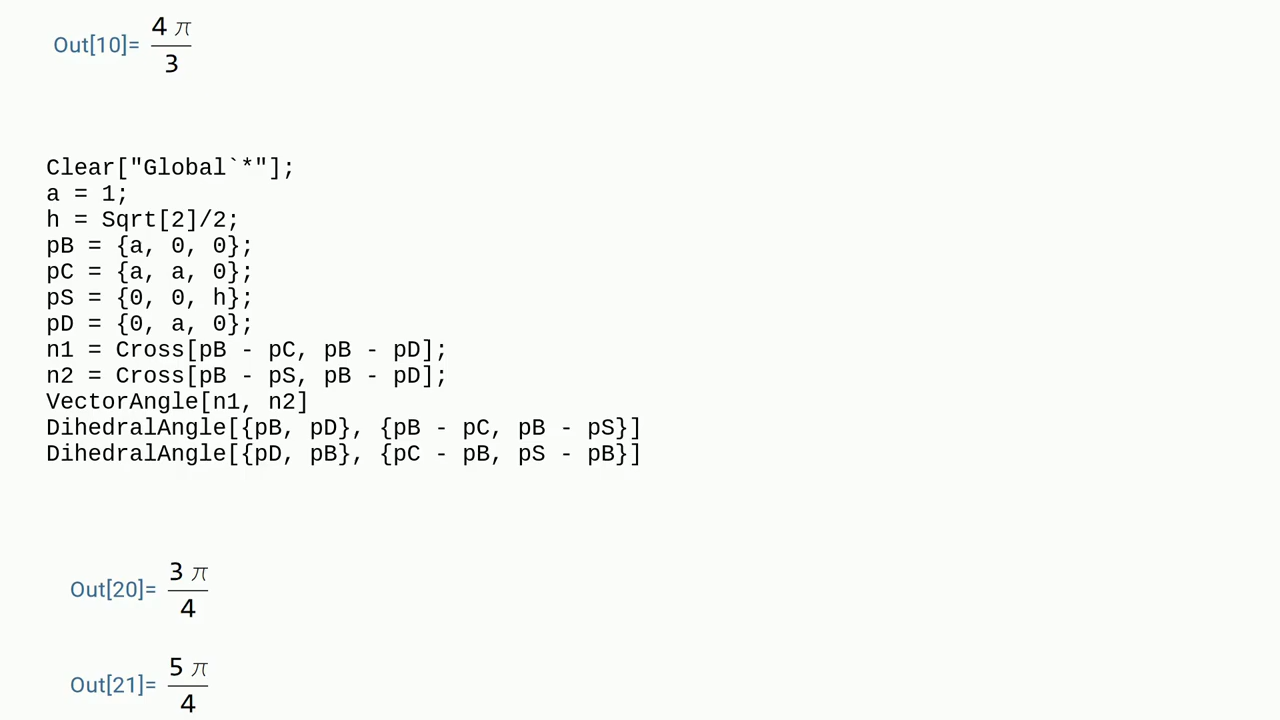 Out[10]= 4 π
3
Clear["Global`*"];
a = 1;
h = Sqrt[2]/2;
pB = {a, 0, 0};
pC = {a, a, 0};
pS = {0, 0, h};
pD = {0, a, 0};
n1 = Cross[pB - pC, pB - pD];
n2 = Cross[pB - pS, pB - pD];
VectorAngle[n1, n2]
DihedralAngle[{pB, pD}, {pB - pC, pB - pS}]
DihedralAngle[{pD, pB}, {pC - pB, pS - pB}]
Out[20]= 3 π
4
Out[21]= 5 π
4